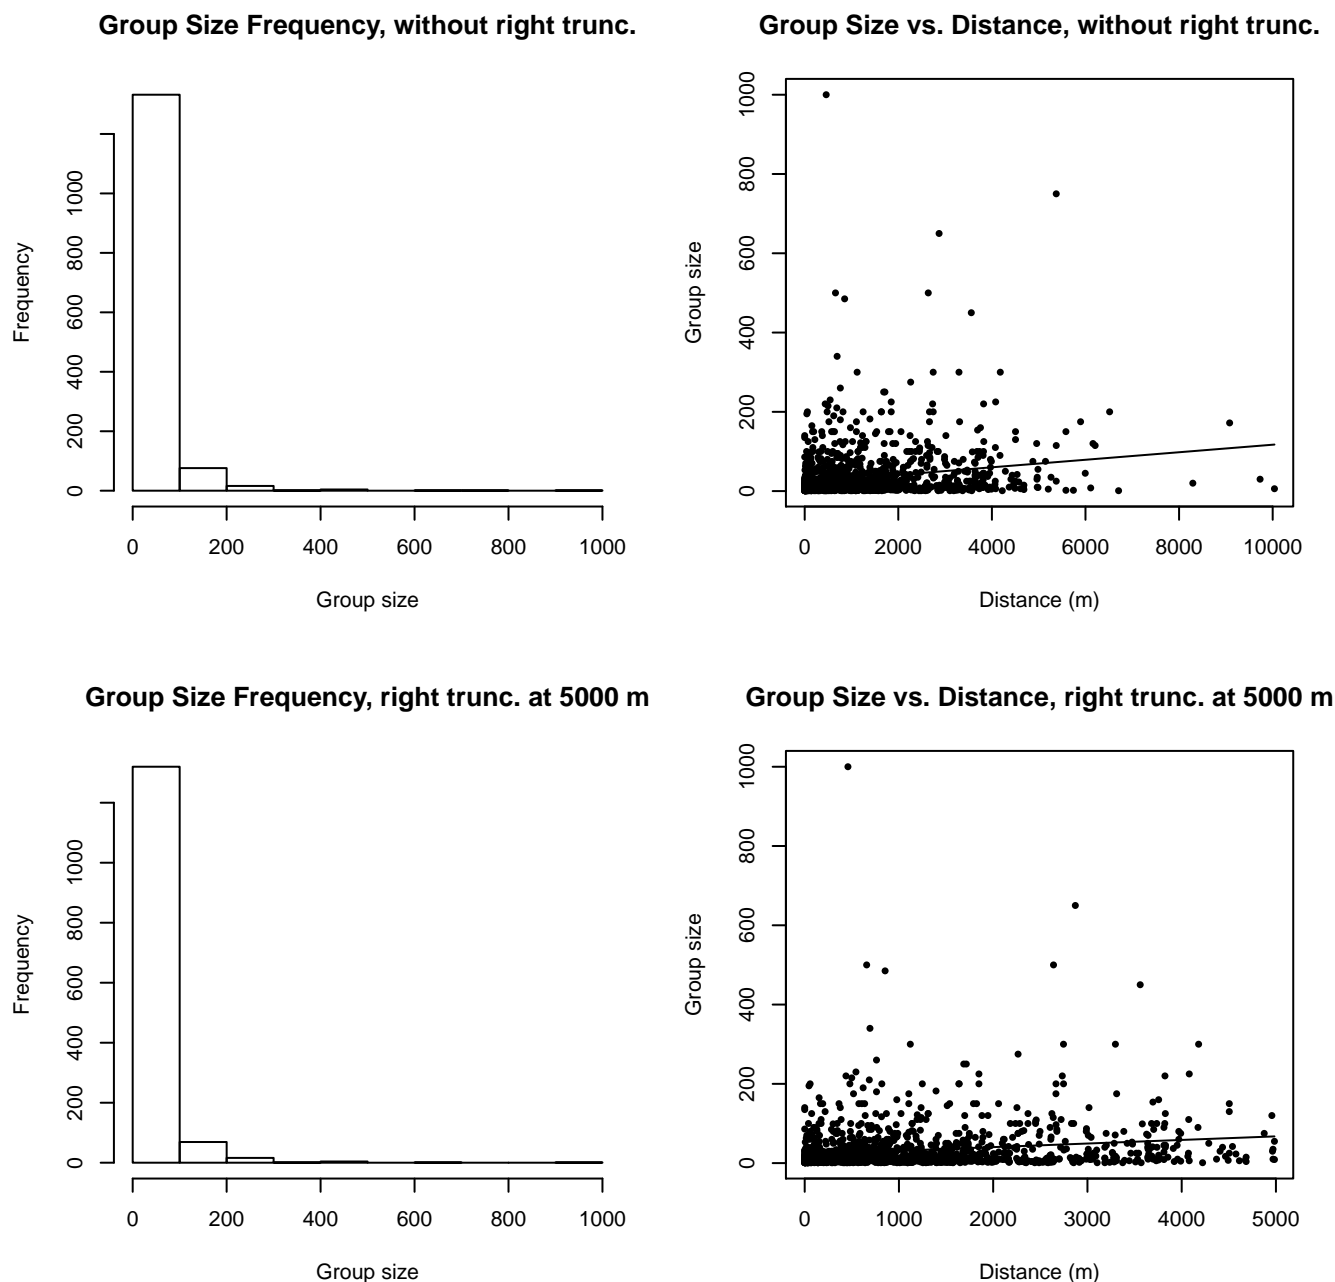 Group Size Frequency, without right trunc.
Frequency
0 200 400 600 800 1000
0 200 400 600 800 1000
Group size
Group Size vs. Distance, without right trunc.
Group size
0 200 400 600 800 1000
0 2000 4000 6000 8000 10000
Distance (m)
Group Size Frequency, right trunc. at 5000 m
Frequency
0 200 400 600 800 1000
0 200 400 600 800 1000
Group size
Group Size vs. Distance, right trunc. at 5000 m
Group size
0 200 400 600 800 1000
0 1000 2000 3000 4000 5000
Distance (m)